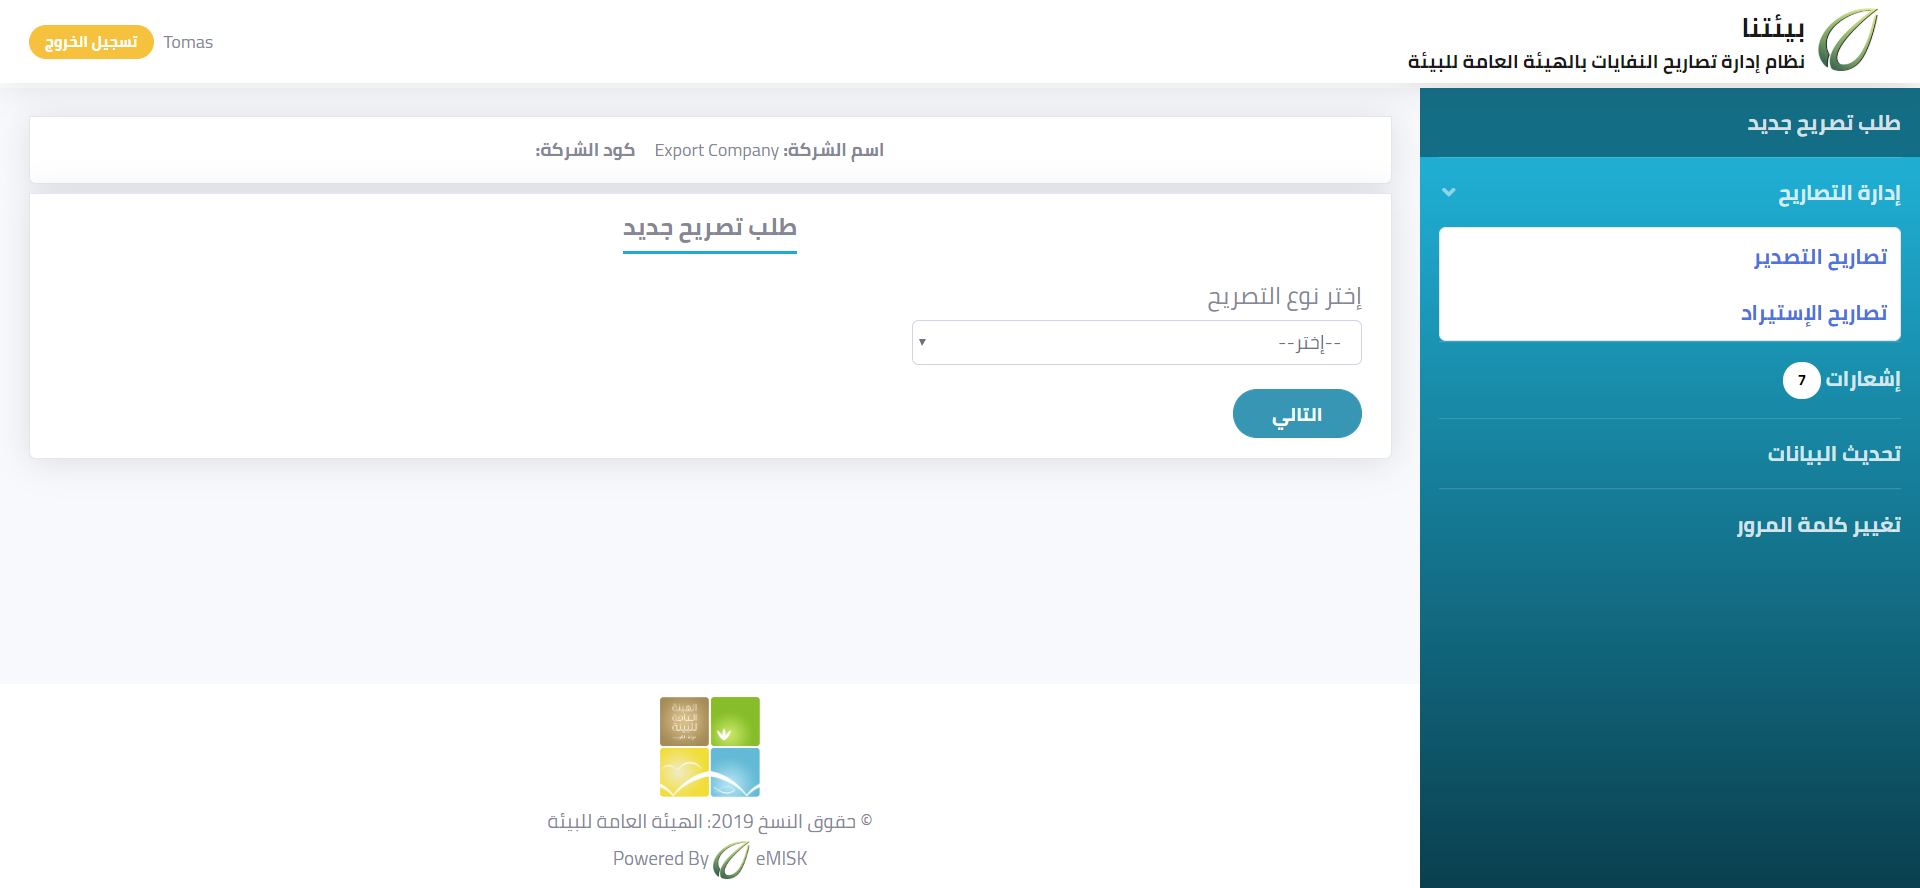 بيئتنا
نظام إدارة تصاريح النفايات بالهيئة العامة للبيئة
Tomas
تسجيل الخروج
طلب تصريح جديد
إدارة التصاريح
تصاريح التصدير
تصاريح الإستيراد
إشعارات 7
تحديث البيانات
تغيير كلمة المرور
اسم الشركة: Export Company كود الشركة:
طلب تصريح جديد
إختر نوع التصريح
--إختر--
التالي
الهيئة
العامة
للبيئة
© حقوق النسخ 2019: الهيئة العامة للبيئة
Powered By eMISK